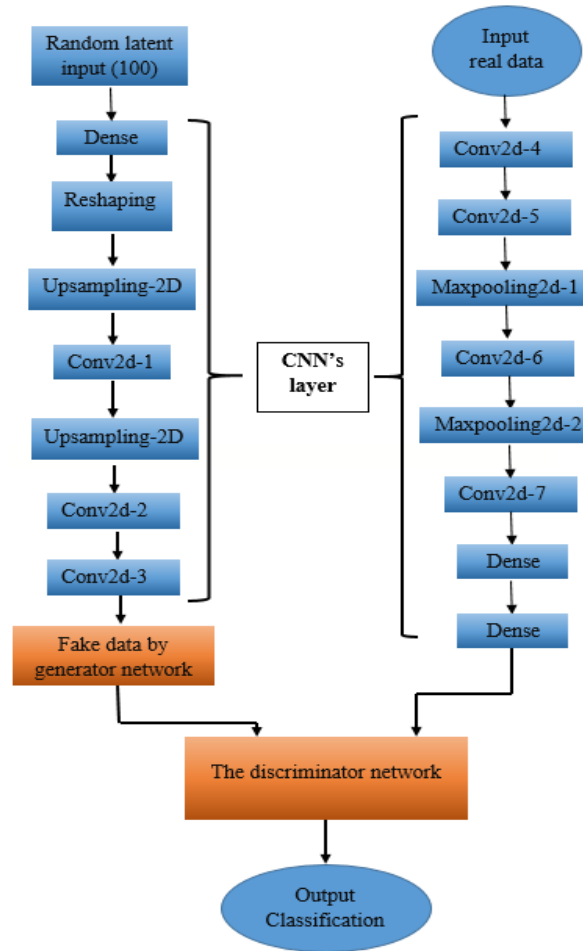 Random latent
input (100)
Dense
Reshaping
Upsampling-2D
Conv2d-1
Upsampling-2D
Conv2d-2
Conv2d-3
Fake data by
generator network
CNN's
layer
Input
real data
Conv2d-4
Conv2d-5
Maxpooling2d-1
Conv2d-6
Maxpooling2d-2
Conv2d-7
Dense
Dense
The discriminator network
Output
Classification